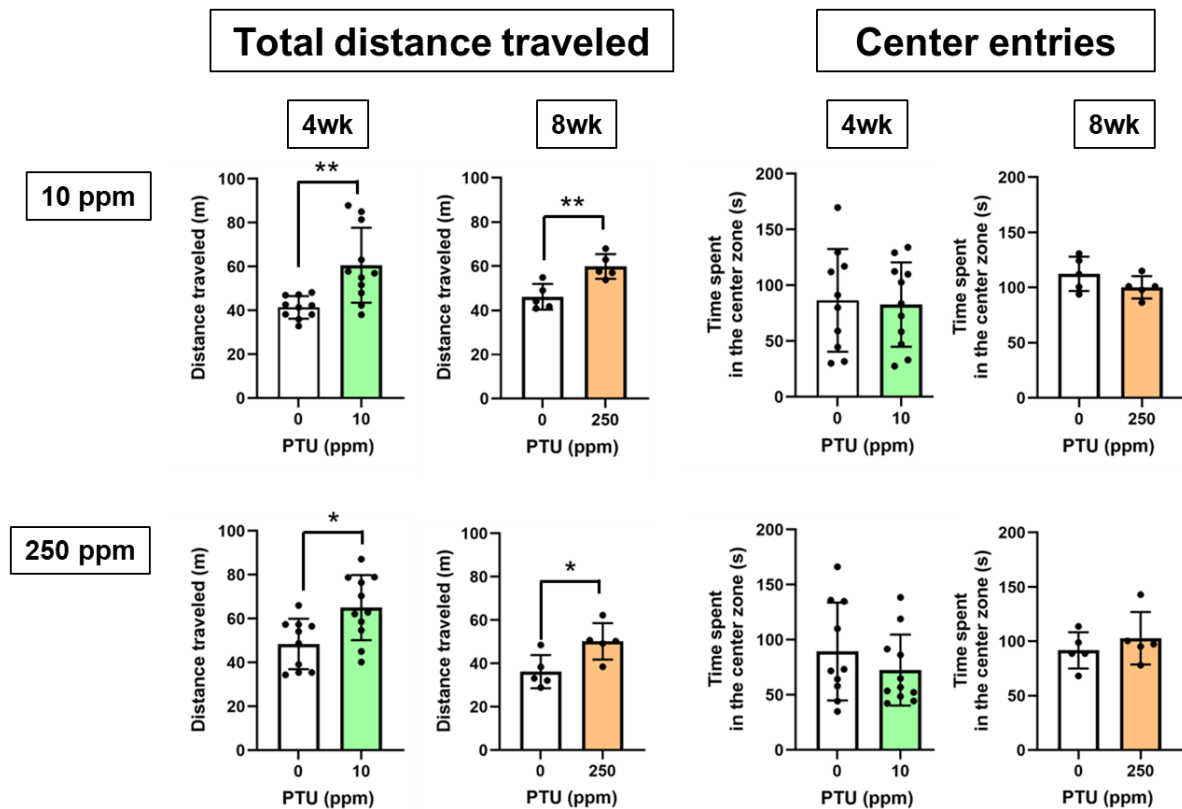 Total distance traveled
Center entries
4wk
8wk
4wk
8wk
10 ppm
**
100
80
60
40
20
0
Distance traveled (m)
0
10
PTU (ppm)
**
100
80
60
40
20
0
Distance traveled (m)
0
250
PTU (ppm)
200
150
100
50
0
Time spent
in the center zone (s)
0
10
PTU (ppm)
200
150
100
50
0
Time spent
in the center zone (s)
0
250
PTU (ppm)
250 ppm
*
100
80
60
40
20
0
Distance traveled (m)
0
10
PTU (ppm)
*
100
80
60
40
20
0
Distance traveled (m)
0
250
PTU (ppm)
200
150
100
50
0
Time spent
in the center zone (s)
0
10
PTU (ppm)
200
150
100
50
0
Time spent
in the center zone (s)
0
250
PTU (ppm)